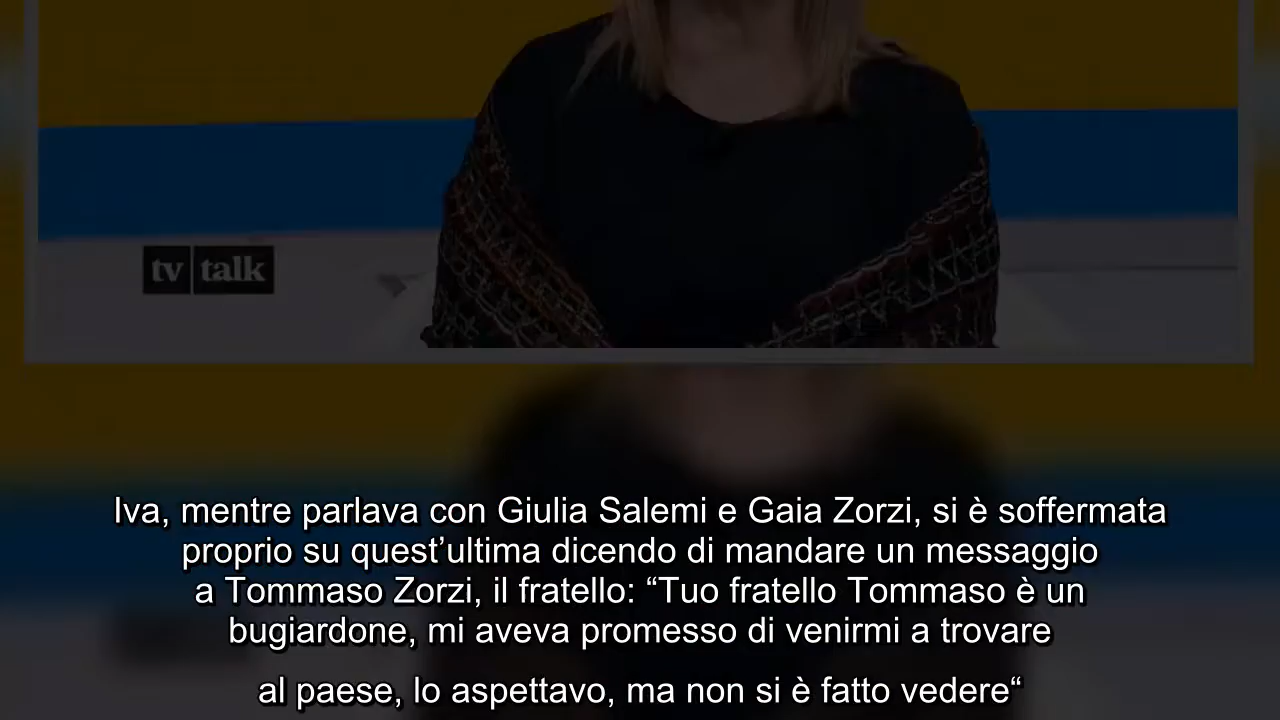 tv talk
Iva, mentre parlava con Giulia Salemi e Gaia Zorzi, si è soffermata
proprio su quest’ultima dicendo di mandare un messaggio
a Tommaso Zorzi, il fratello: “Tuo fratello Tommaso è un
bugiardone, mi aveva promesso di venirmi a trovare
al paese, lo aspettavo, ma non si è fatto vedere“